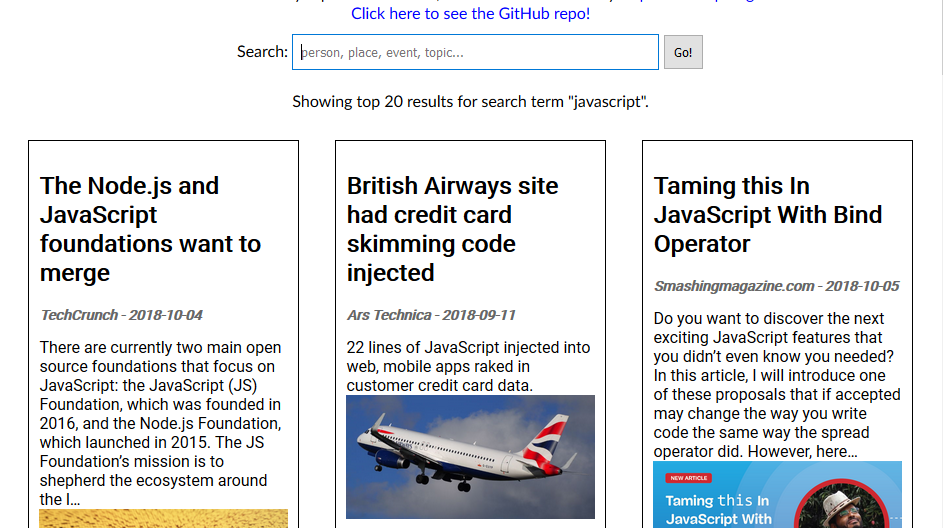 Click here to see the GitHub repo!
Search: person, place, event, topic... Go!
Showing top 20 results for search term "javascript".
The Node.js and
JavaScript
foundations want to
merge
TechCrunch - 2018-10-04
There are currently two main open
source foundations that focus on
JavaScript: the JavaScript (JS)
Foundation, which was founded in
2016, and the Node.js Foundation,
which launched in 2015. The JS
Foundation’s mission is to
shepherd the ecosystem around
the l...
British Airways site
had credit card
skimming code
injected
Ars Technica - 2018-09-11
22 lines of JavaScript injected into
web, mobile apps raked in
customer credit card data.
Taming this In
JavaScript With Bind
Operator
Smashingmagazine.com - 2018-10-05
Do you want to discover the next
exciting JavaScript features that
you didn’t even know you needed?
In this article, I will introduce one
of these proposals that if accepted
may change the way you write
code the same way the spread
operator did. However, here...
NEW ARTICLE
Taming this In
JavaScript With